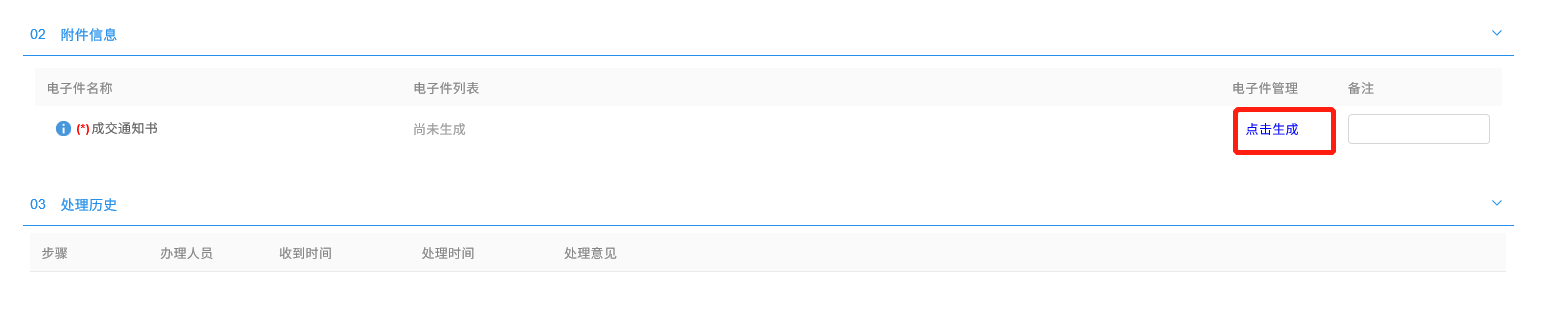 02 附件信息
电子件名称 电子件列表 电子件管理 备注
(*)成交通知书 尚未生成 点击生成
03 处理历史
步骤 办理人员 收到时间 处理时间 处理意见